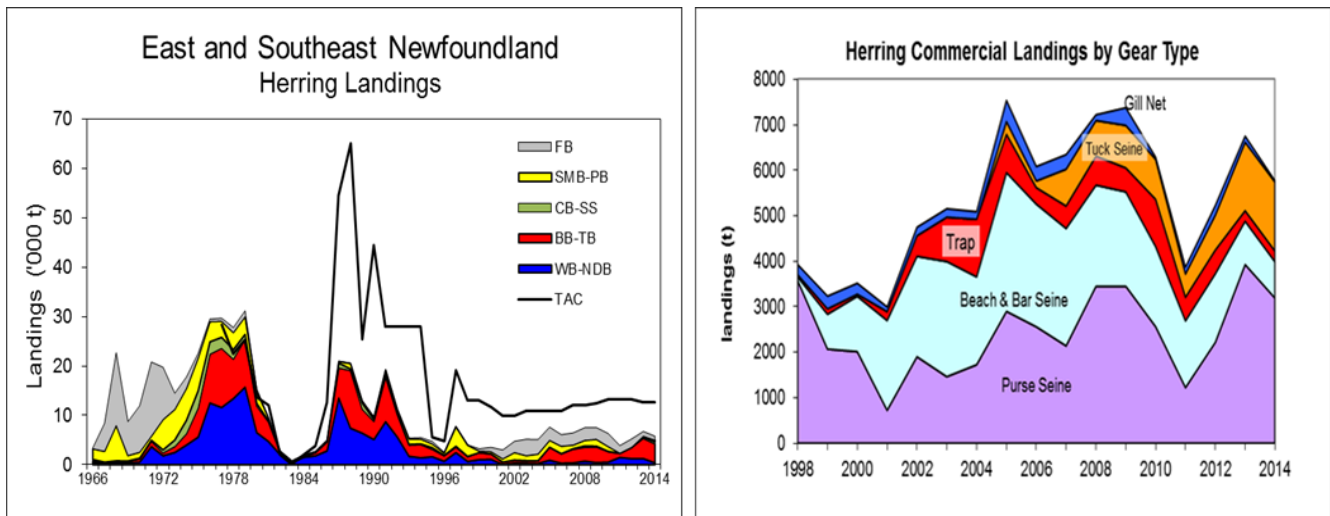 East and Southeast Newfoundland
Herring Landings
Landings ('000 t)
70
60
50
40
30
20
10
0
FB
SMB-PB
CB-SS
BB-TB
WB-NDB
TAC
1966 1972 1978 1984 1990 1996 2002 2008 2014
Herring Commercial Landings by Gear Type
landings (t)
8000
7000
6000
5000
4000
3000
2000
1000
0
Gill Net
Tuck Seine
Trap
Beach & Bar Seine
Purse Seine
1998 2000 2002 2004 2006 2008 2010 2012 2014